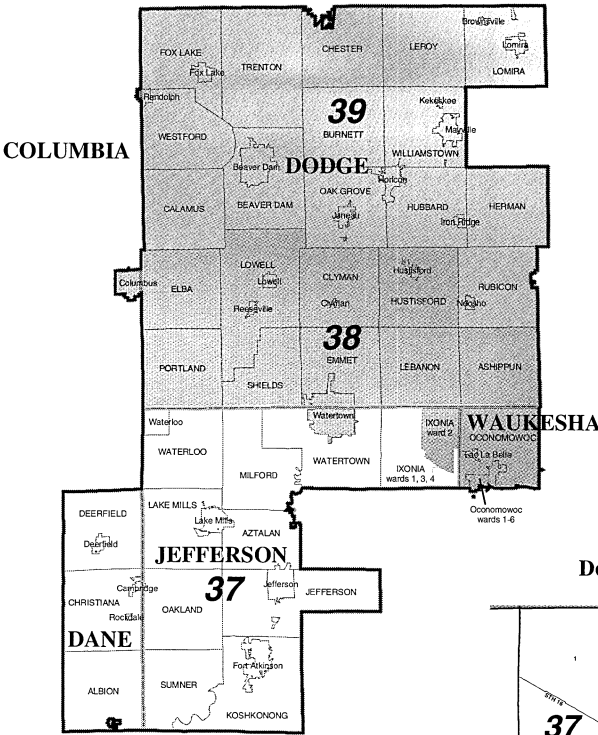 Brownsville
FOX LAKE
CHESTER
LEROY
Lomira
Fox Lake
TRENTON
LOMIRA
Randolph
Kekoskee
39
WESTFORD
BURNETT
Mayville
COLUMBIA
WILLIAMSTOWN
Beaver Dam
DODGE
Horicon
OAK GROVE
CALAMUS
BEAVER DAM
Juneau
HUBBARD
HERMAN
Iron Ridge
LOWELL
Columbus
ELBA
Lowell
CLYMAN
Hustisford
RUBICON
Reeseville
Clyman
HUSTISFORD
Neosho
38
EMMET
PORTLAND
LEBANON
ASHIPPUN
SHIELDS
Waterloo
Watertown
IXONIA
ward 2
WAUKESHA
OCONOMOWOC
WATERLOO
WATERTOWN
Lac La Belle
MILFORD
IXONIA
wards 1, 3, 4
Oconomowoc
wards 1-6
DEERFIELD
LAKE MILLS
Lake Mills
AZTALAN
Deerfield
JEFFERSON
Cambridge
37
Jefferson
JEFFERSON
CHRISTIANA
OAKLAND
Rockdale
DANE
Fort Atkinson
ALBION
SUMNER
KOSHKONONG
Do
1
STH 16
37